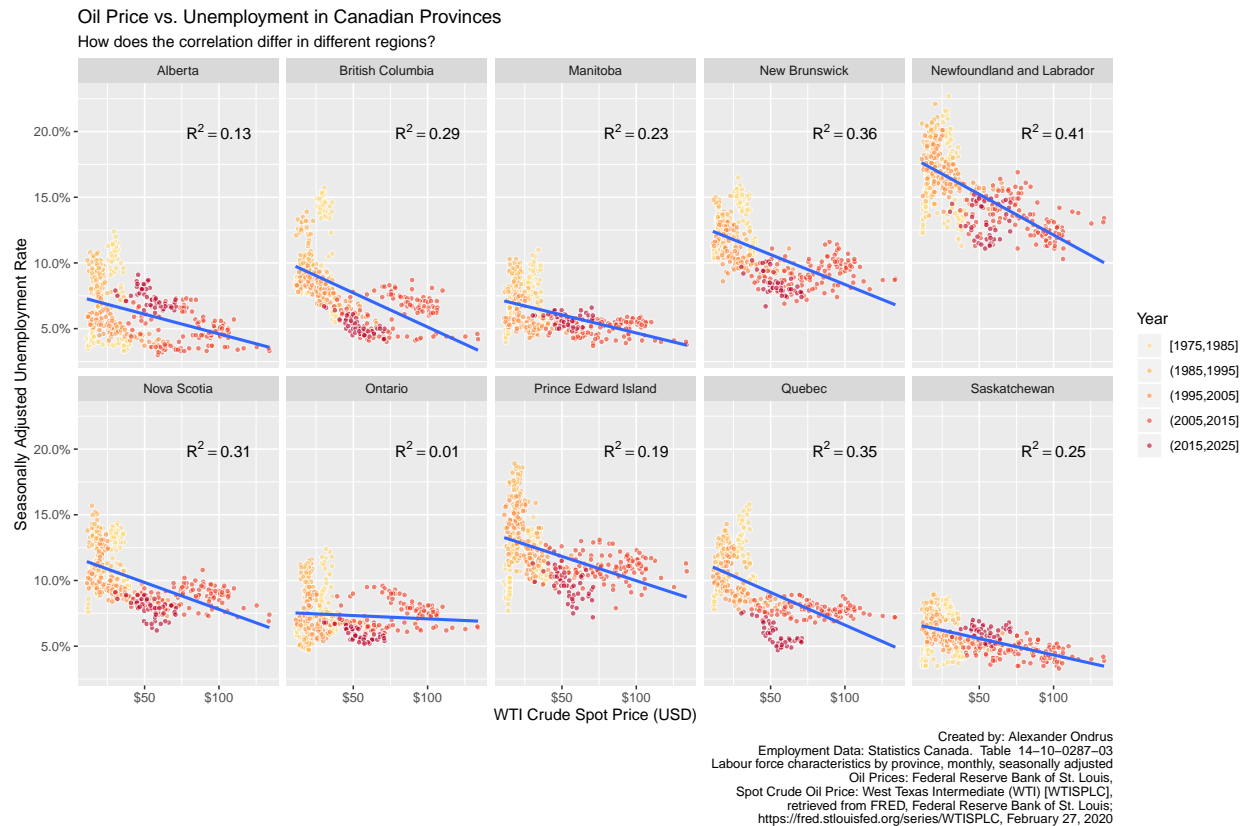 Oil Price vs. Unemployment in Canadian Provinces
How does the correlation differ in different regions?
Alberta
British Columbia
Manitoba
New Brunswick
Newfoundland and Labrador
R² = 0.13
R² = 0.29
R² = 0.23
R² = 0.36
R² = 0.41
20.0%
15.0%
10.0%
5.0%
Nova Scotia
Ontario
Prince Edward Island
Quebec
Saskatchewan
R² = 0.31
R² = 0.01
R² = 0.19
R² = 0.35
R² = 0.25
20.0%
15.0%
10.0%
5.0%
Seasonally Adjusted Unemployment Rate
$50 $100
$50 $100
$50 $100
$50 $100
$50 $100
WTI Crude Spot Price (USD)
Year
[1975,1985]
(1985,1995]
(1995,2005]
(2005,2015]
(2015,2025]
Created by: Alexander Ondrus
Employment Data: Statistics Canada.  Table  14–10–0287–03
Labour force characteristics by province, monthly, seasonally adjusted
Oil Prices: Federal Reserve Bank of St. Louis,
Spot Crude Oil Price: West Texas Intermediate (WTI) [WTISPLC],
retrieved from FRED, Federal Reserve Bank of St. Louis;
https://fred.stlouisfed.org/series/WTISPLC, February 27, 2020